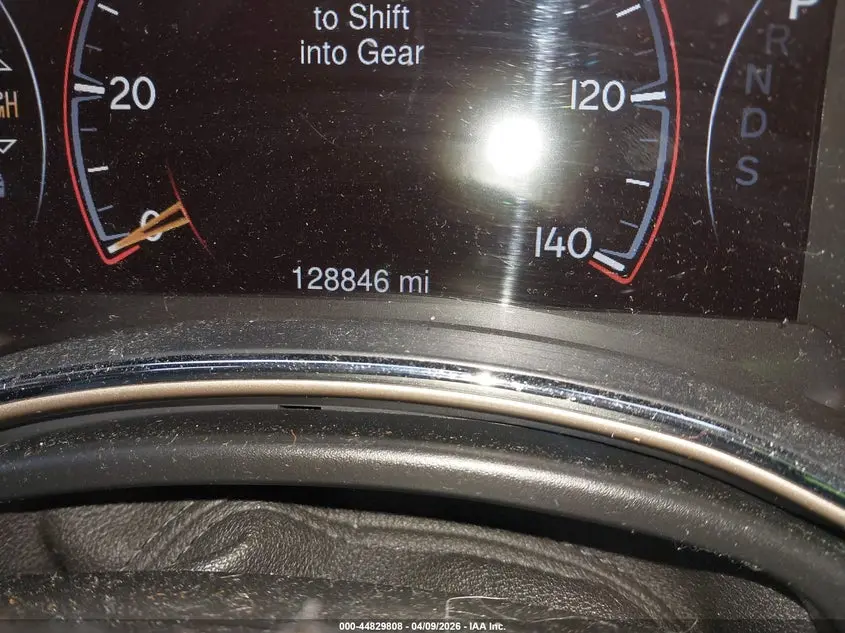 to Shift
into Gear
20
120
0
140
128846 mi
P
R
N
D
S
000-44829808 - 04/09/2026 - IAA Inc.